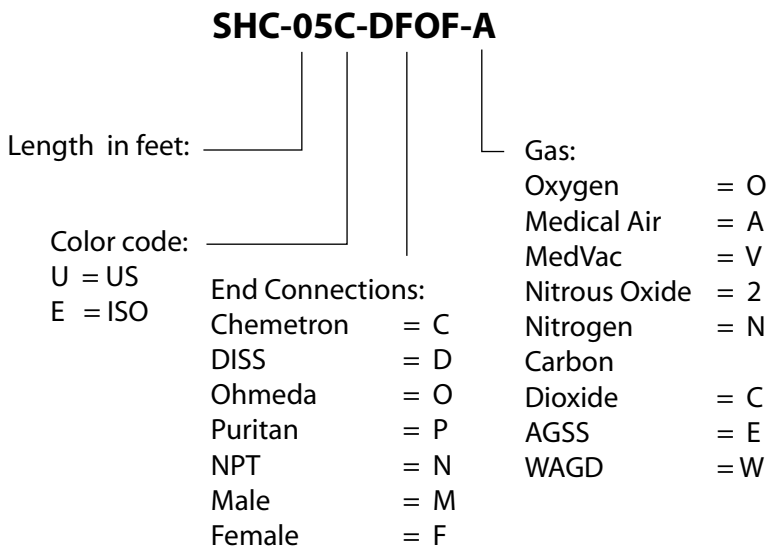 SHC-05C-DFOF-A
Length in feet:
Color code:
U = US
E = ISO
End Connections:
Chemetron = C
DISS = D
Ohmeda = O
Puritan = P
NPT = N
Male = M
Female = F
Gas:
Oxygen = O
Medical Air = A
MedVac = V
Nitrous Oxide = 2
Nitrogen = N
Carbon
Dioxide = C
AGSS = E
WAGD = W